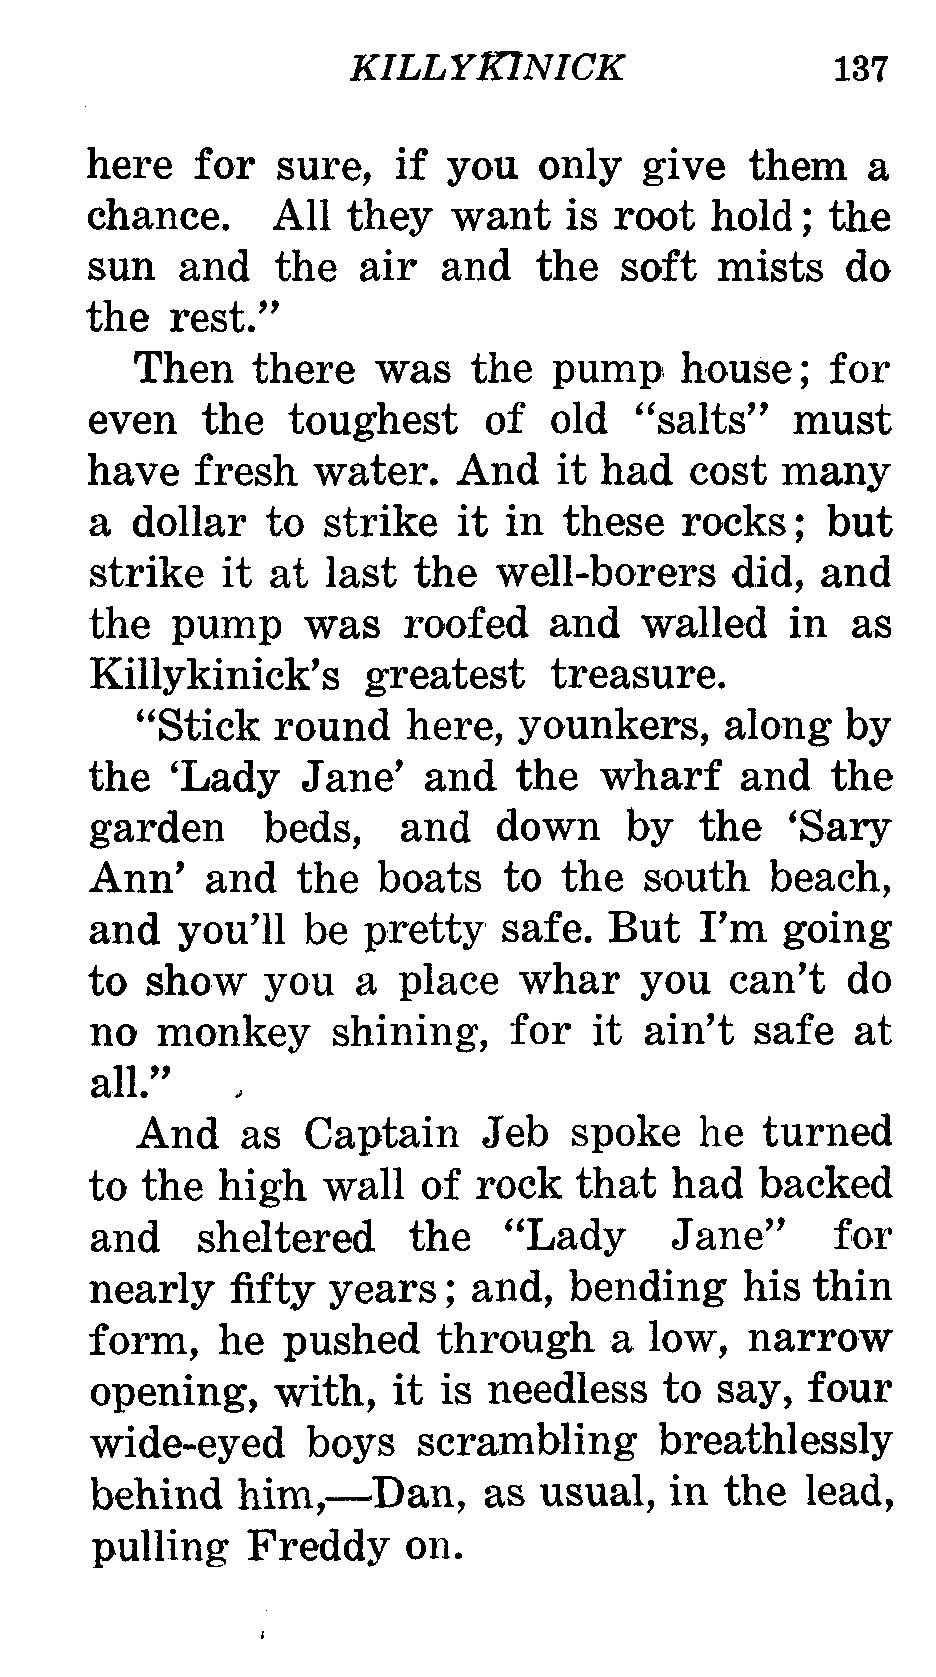 KILLYKINICK 137
here for sure, if you only give them a
chance. All they want is root hold; the
sun and the air and the soft mists do
the rest."
Then there was the pump house; for
even the toughest of old "salts" must
have fresh water. And it had cost many
a dollar to strike it in these rocks; but
strike it at last the well-borers did, and
the pump was roofed and walled in as
Killykinick's greatest treasure.
"Stick round here, younkers, along by
the 'Lady Jane' and the wharf and the
garden beds, and down by the 'Sary
Ann' and the boats to the south beach,
and you'll be pretty safe. But I'm going
to show you a place whar you can't do
no monkey shining, for it ain't safe at
all."
And as Captain Jeb spoke he turned
to the high wall of rock that had backed
and sheltered the "Lady Jane" for
nearly fifty years; and, bending his thin
form, he pushed through a low, narrow
opening, with, it is needless to say, four
wide-eyed boys scrambling breathlessly
behind him,—Dan, as usual, in the lead,
pulling Freddy on.